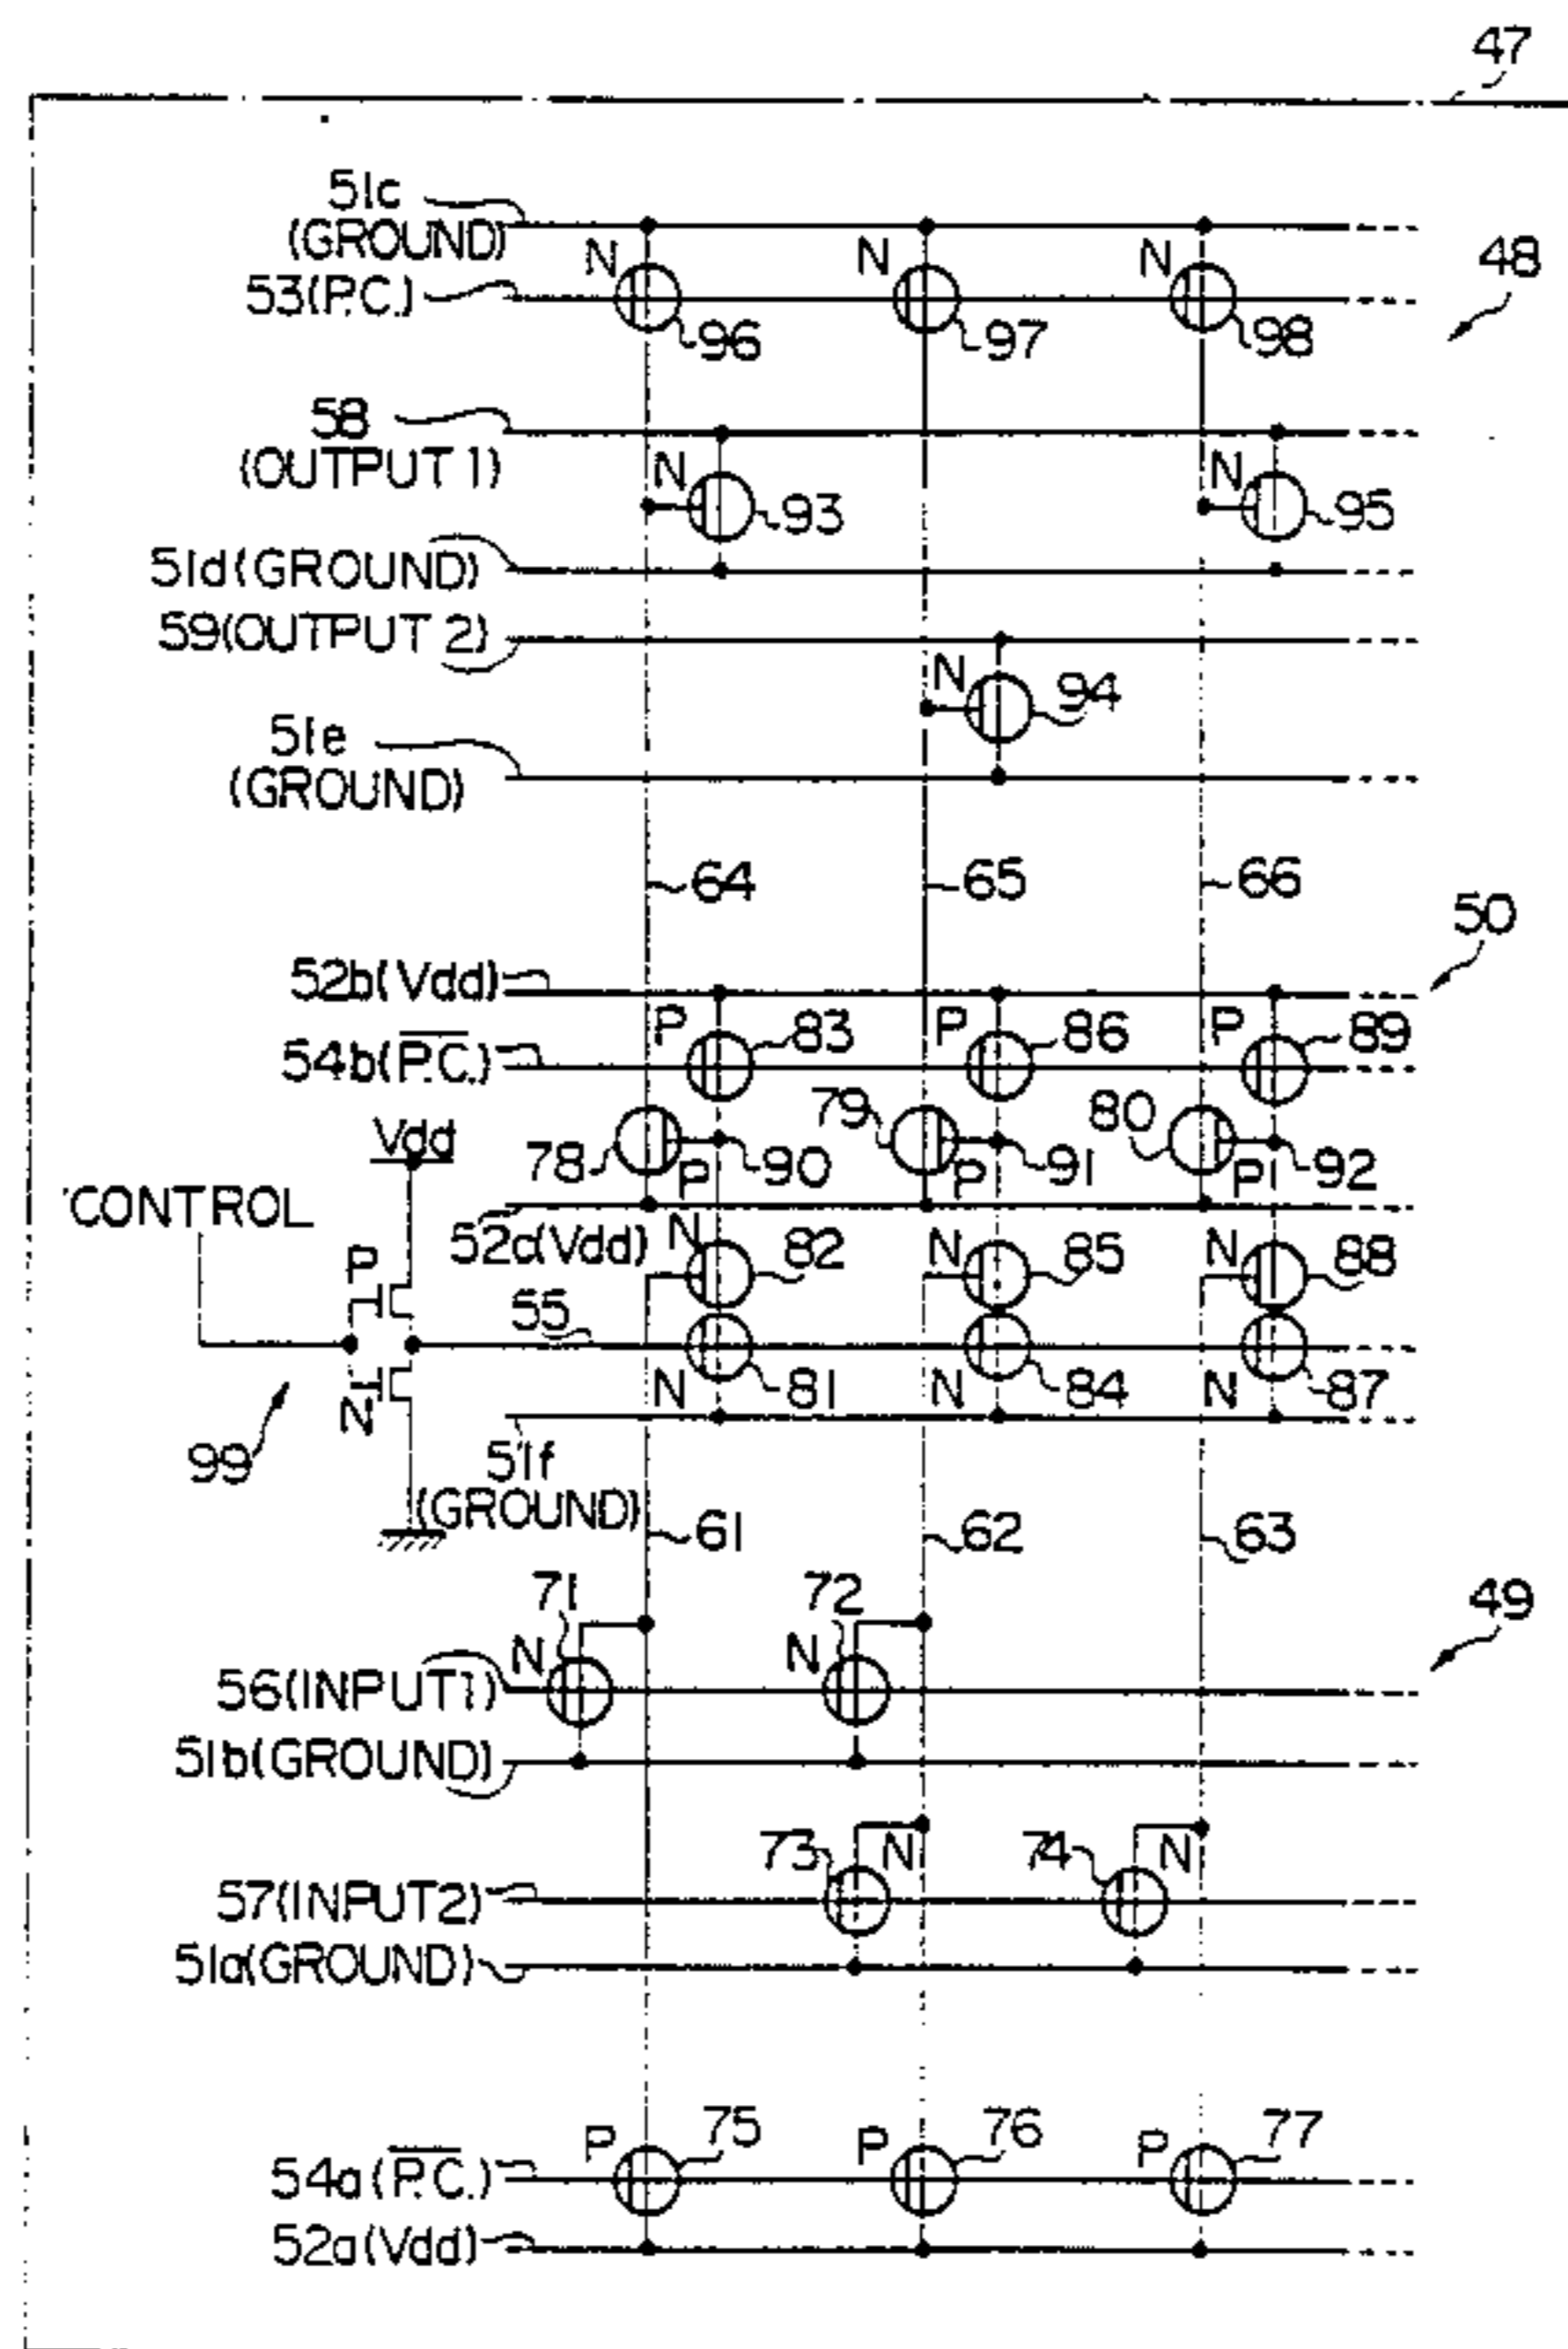 47
51c
(GROUND)
N N N
48
53(P.C.)
96 97 98
58
(OUTPUT 1)
N N
93 95
51d(GROUND)
59(OUTPUT 2)
N
94
51e
(GROUND)
64 65 66
50
52b(Vdd)
P 83 P 86 P 89
54b(P.C.)
79 80
Vdd
78 P 90 P 91 P 92
CONTROL
52c(Vdd)
N 82 N 85 N 88
P
55
N 81 N 84 N 87
N
99
51f
(GROUND)
61 62 63
71 72
49
N N
56(INPUT1)
51b(GROUND)
73 N 74 N
57(INPUT2)
51a(GROUND)
P 75 P 76 P 77
54a(P.C.)
52a(Vdd)